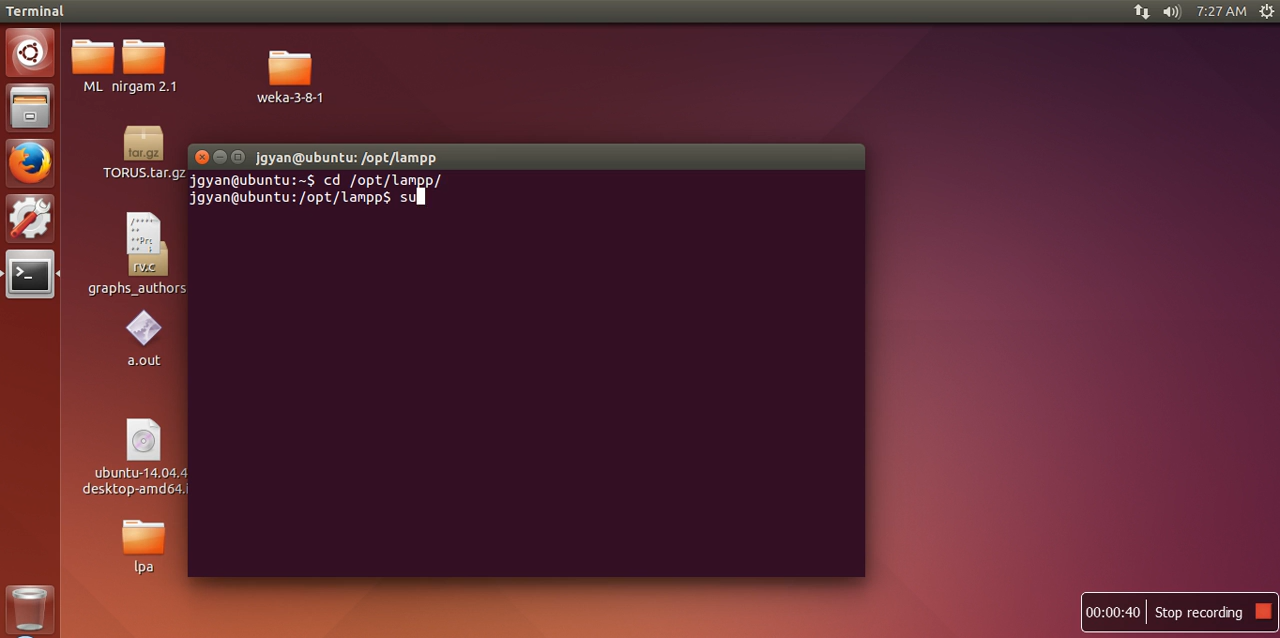 Terminal
7:27 AM
ML nirgam 2.1
weka-3-8-1
tar.gz
TORUS.tar.gz
jgyan@ubuntu: /opt/lampp
jgyan@ubuntu:~$ cd /opt/lampp/
jgyan@ubuntu:/opt/lampp$ su
/****
**
**Pr
**
rv.c
graphs_authors
>_
a.out
ubuntu-14.04.4
desktop-amd64.i
lpa
00:00:40
Stop recording